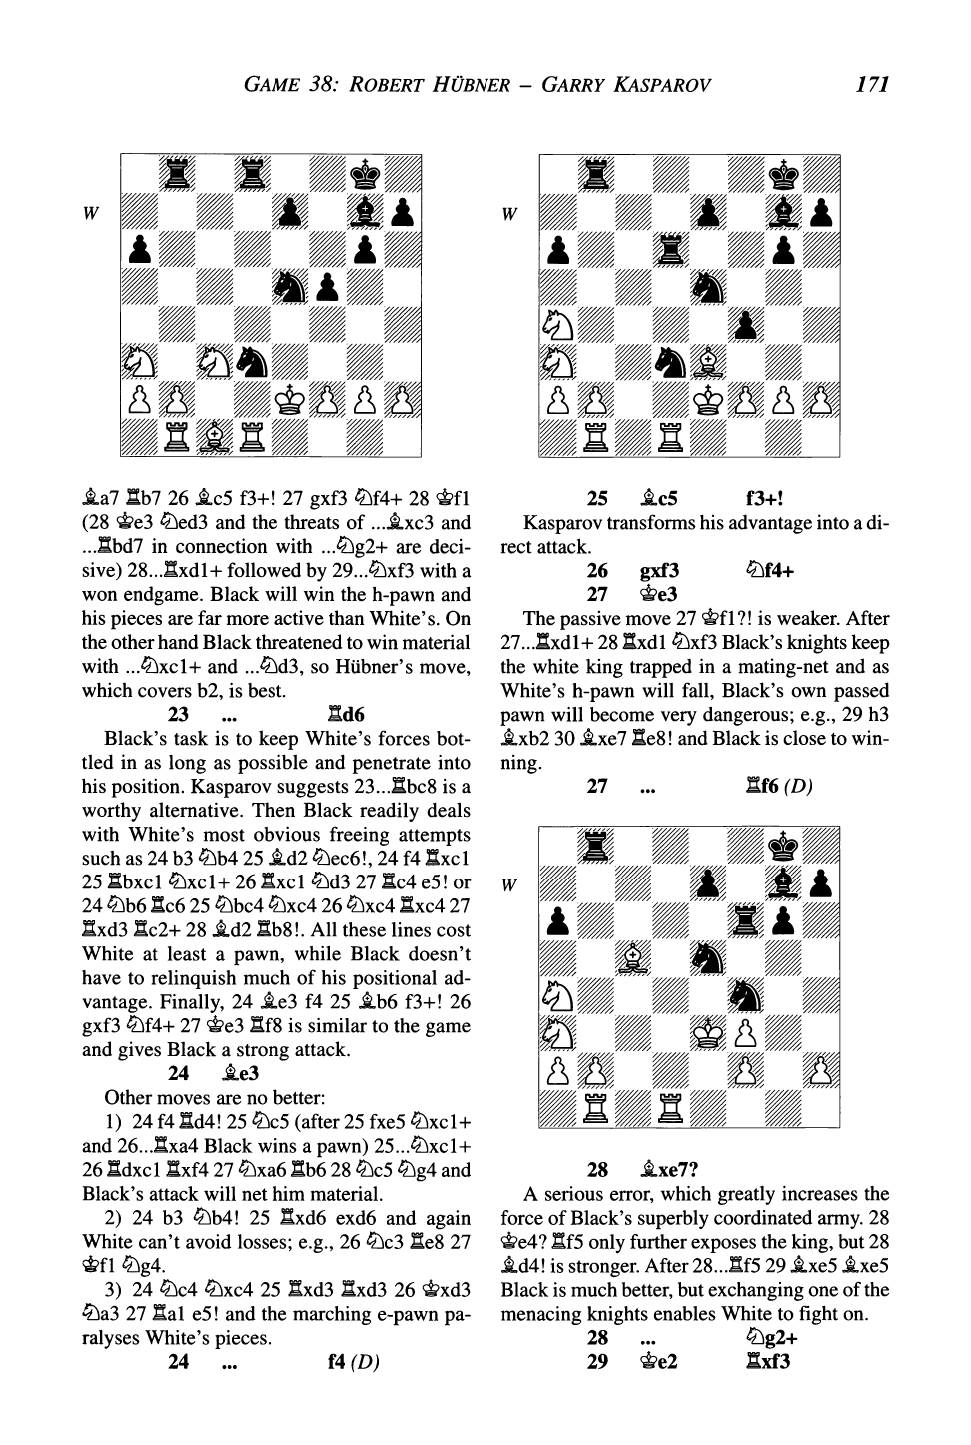 GAME 38: ROBERT HÜBNER – GARRY KASPAROV 171
W
♗a7 ♖b7 26 ♗c5 f3+! 27 gxf3 ♘f4+ 28 ♔f1
(28 ♔e3 ♘ed3 and the threats of ...♗xc3 and
...♖bd7 in connection with ...♘g2+ are deci-
sive) 28...♖xd1+ followed by 29...♘xf3 with a
won endgame. Black will win the h-pawn and
his pieces are far more active than White's. On
the other hand Black threatened to win material
with ...♘xc1+ and ...♘d3, so Hübner's move,
which covers b2, is best.
23 ... ♖d6
Black's task is to keep White's forces bot-
tled in as long as possible and penetrate into
his position. Kasparov suggests 23...♖bc8 is a
worthy alternative. Then Black readily deals
with White's most obvious freeing attempts
such as 24 b3 ♘b4 25 ♗d2 ♘ec6!, 24 f4 ♖xc1
25 ♖bxc1 ♘xc1+ 26 ♖xc1 ♘d3 27 ♖c4 e5! or
24 ♘b6 ♖c6 25 ♘bc4 ♘xc4 26 ♘xc4 ♖xc4 27
♖xd3 ♖c2+ 28 ♗d2 ♖b8!. All these lines cost
White at least a pawn, while Black doesn't
have to relinquish much of his positional ad-
vantage. Finally, 24 ♗e3 f4 25 ♗b6 f3+! 26
gxf3 ♘f4+ 27 ♔e3 ♖f8 is similar to the game
and gives Black a strong attack.
24 ♗e3
Other moves are no better:
1) 24 f4 ♖d4! 25 ♘c5 (after 25 fxe5 ♘xc1+
and 26...♖xa4 Black wins a pawn) 25...♘xc1+
26 ♖dxc1 ♖xf4 27 ♘xa6 ♖b6 28 ♘c5 ♘g4 and
Black's attack will net him material.
2) 24 b3 ♘b4! 25 ♖xd6 exd6 and again
White can't avoid losses; e.g., 26 ♘c3 ♖e8 27
♔f1 ♘g4.
3) 24 ♘c4 ♘xc4 25 ♖xd3 ♖xd3 26 ♔xd3
♘a3 27 ♖a1 e5! and the marching e-pawn pa-
ralyses White's pieces.
24 ... f4 (D)
W
25 ♗c5 f3+!
Kasparov transforms his advantage into a di-
rect attack.
26 gxf3 ♘f4+
27 ♔e3
The passive move 27 ♔f1?! is weaker. After
27...♖xd1+ 28 ♖xd1 ♘xf3 Black's knights keep
the white king trapped in a mating-net and as
White's h-pawn will fall, Black's own passed
pawn will become very dangerous; e.g., 29 h3
♗xb2 30 ♗xe7 ♖e8! and Black is close to win-
ning.
27 ... ♖f6 (D)
W
28 ♗xe7?
A serious error, which greatly increases the
force of Black's superbly coordinated army. 28
♔e4? ♖f5 only further exposes the king, but 28
♗d4! is stronger. After 28...♖f5 29 ♗xe5 ♗xe5
Black is much better, but exchanging one of the
menacing knights enables White to fight on.
28 ... ♘g2+
29 ♔e2 ♖xf3